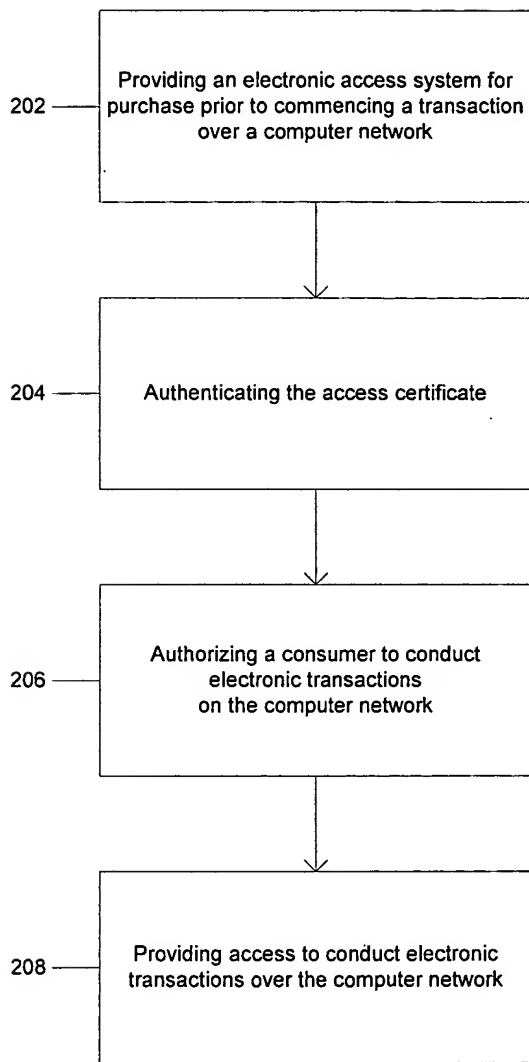 202
Providing an electronic access system for
purchase prior to commencing a transaction
over a computer network
204
Authenticating the access certificate
206
Authorizing a consumer to conduct
electronic transactions
on the computer network
208
Providing access to conduct electronic
transactions over the computer network